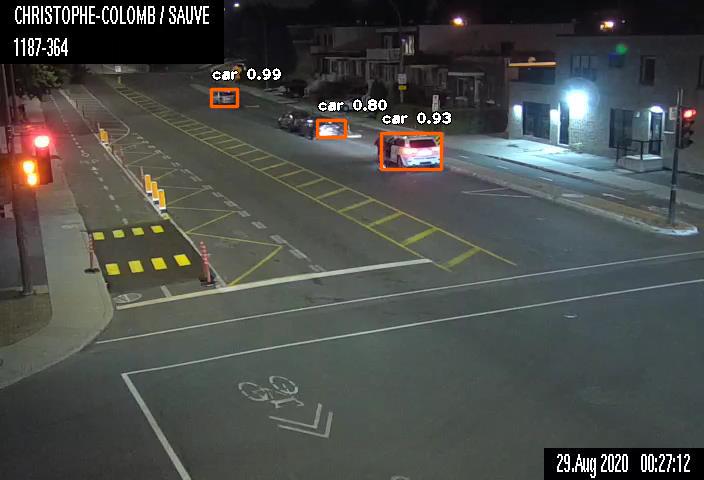 CHRISTOPHE-COLOMB / SAUVE
1187-364
car 0.99
car 0.80
car 0.93
29.Aug 2020 00:27:12